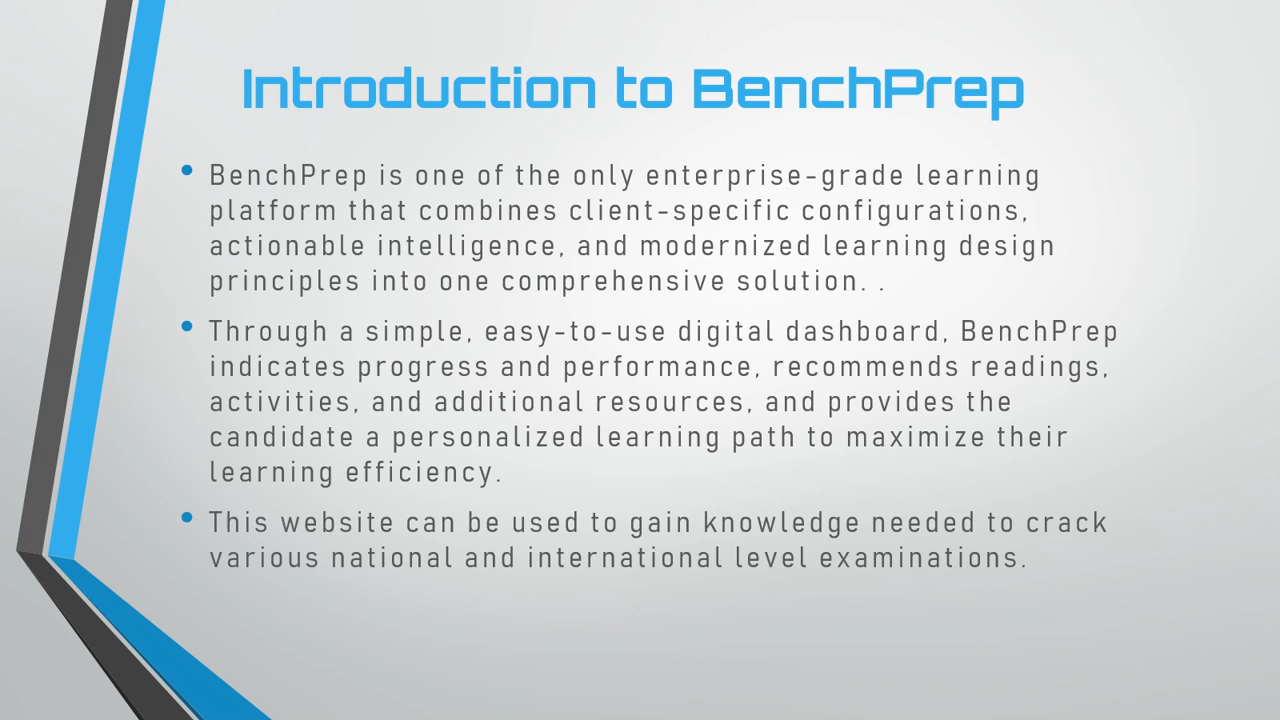 Introduction to BenchPrep
• BenchPrep is one of the only enterprise-grade learning
platform that combines client-specific configurations,
actionable intelligence, and modernized learning design
principles into one comprehensive solution. .
• Through a simple, easy-to-use digital dashboard, BenchPrep
indicates progress and performance, recommends readings,
activities, and additional resources, and provides the
candidate a personalized learning path to maximize their
learning efficiency.
• This website can be used to gain knowledge needed to crack
various national and international level examinations.